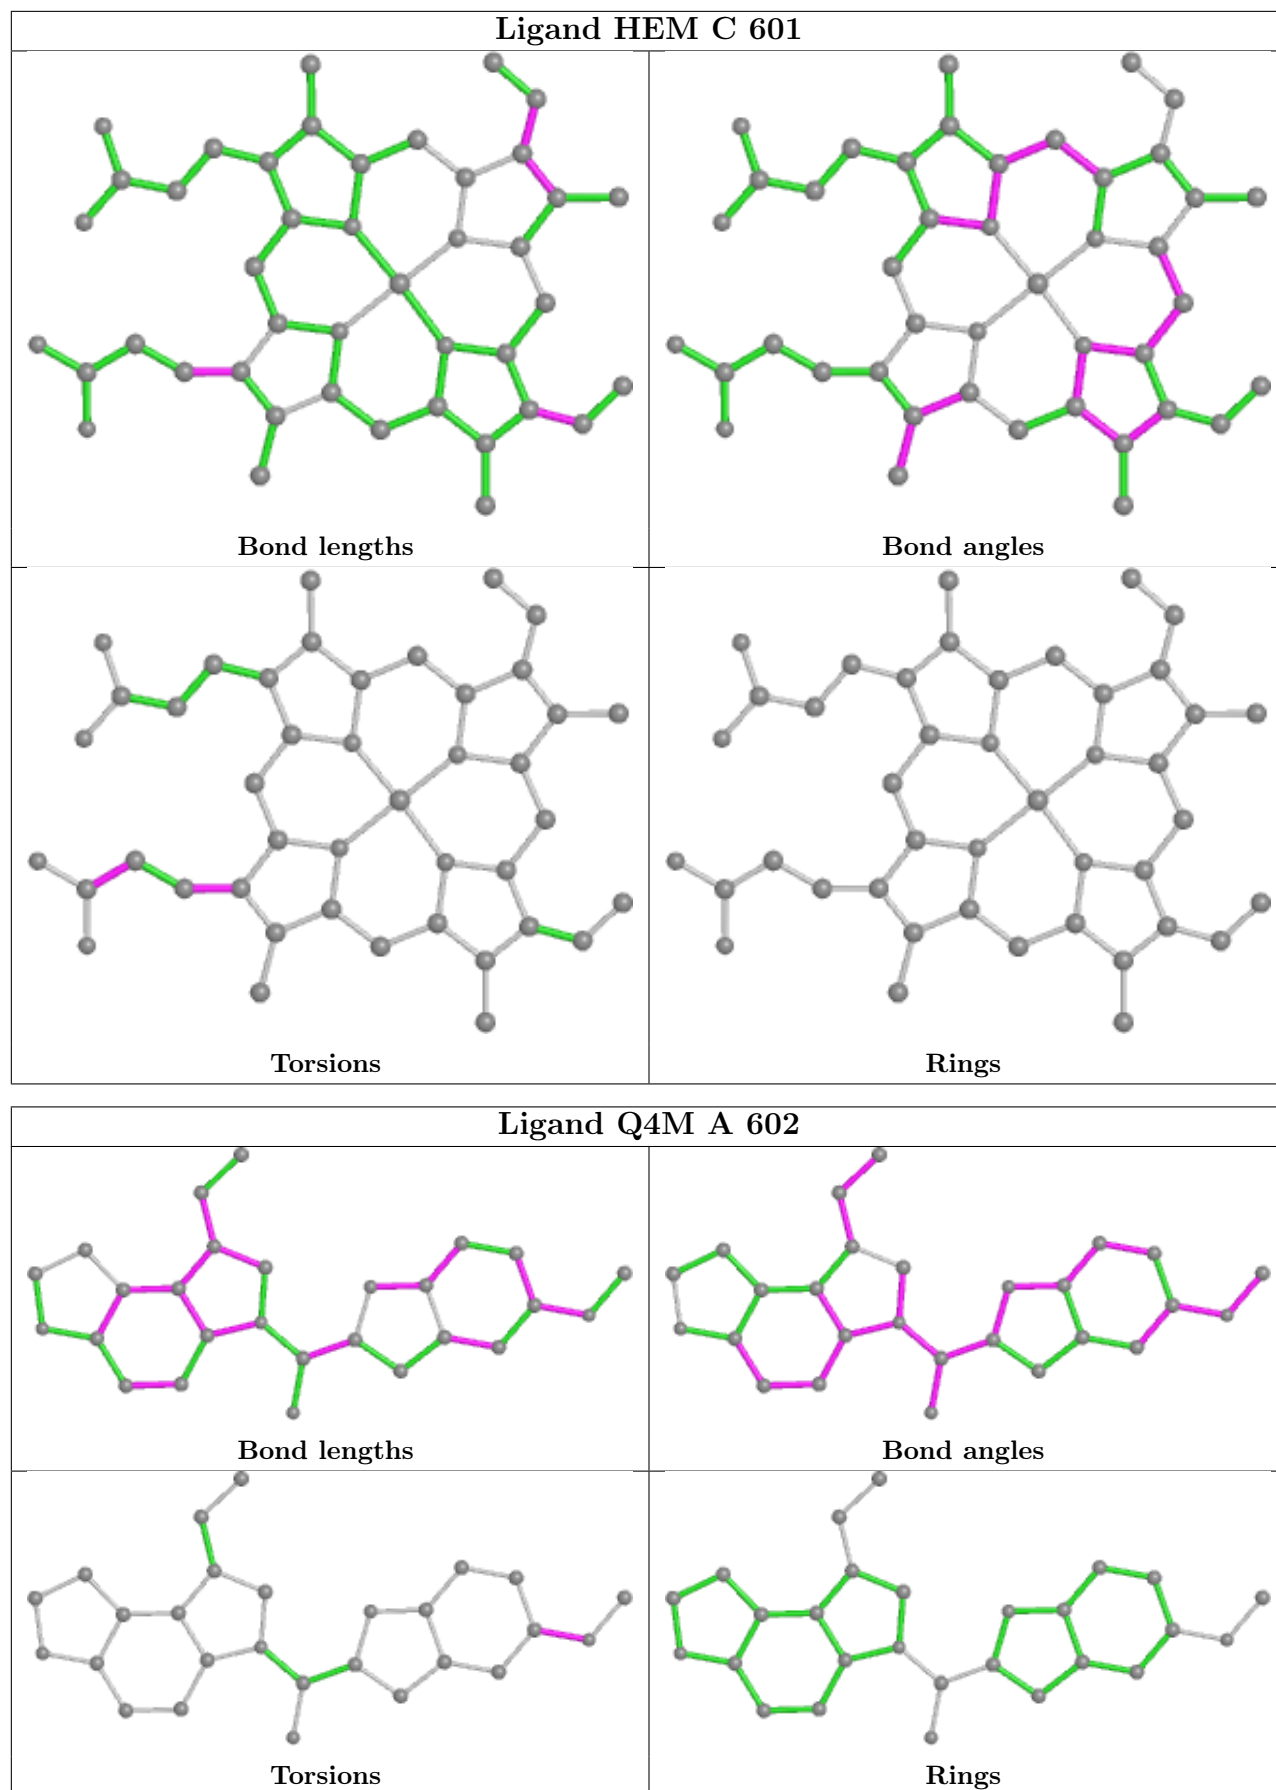 Ligand HEM C 601
Bond lengths
Bond angles
Torsions
Rings
Ligand Q4M A 602
Bond lengths
Bond angles
Torsions
Rings